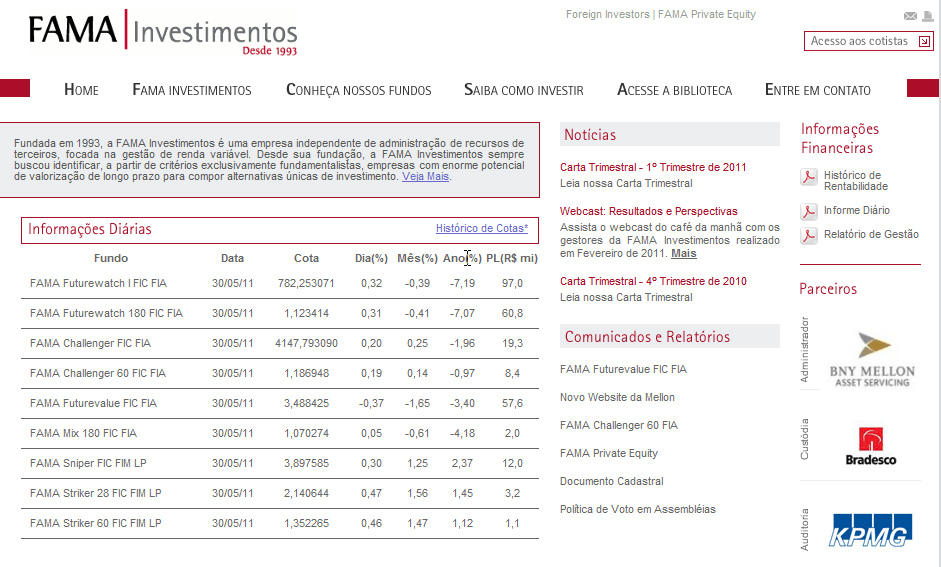 FAMA Investimentos
Desde 1993
Foreign Investors | FAMA Private Equity
Acesso aos cotistas
HOME FAMA INVESTIMENTOS CONHEÇA NOSSOS FUNDOS SAIBA COMO INVESTIR ACESSE A BIBLIOTECA ENTRE EM CONTATO
Fundada em 1993, a FAMA Investimentos é uma empresa independente de administração de recursos de
terceiros, focada na gestão de renda variável. Desde sua fundação, a FAMA Investimentos sempre
buscou identificar, a partir de critérios exclusivamente fundamentalistas, empresas com enorme potencial
de valorização de longo prazo para compor alternativas únicas de investimento. Veja Mais.
Informações Diárias Histórico de Cotas*
Fundo Data Cota Dia(%) Mês(%) Ano(%) PL(R$ mi)
FAMA Futurewatch I FIC FIA 30/05/11 782,253071 0,32 -0,39 -7,19 97,0
FAMA Futurewatch 180 FIC FIA 30/05/11 1,123414 0,31 -0,41 -7,07 60,8
FAMA Challenger FIC FIA 30/05/11 4147,793090 0,20 0,25 -1,96 19,3
FAMA Challenger 60 FIC FIA 30/05/11 1,186948 0,19 0,14 -0,97 8,4
FAMA Futurevalue FIC FIA 30/05/11 3,488425 -0,37 -1,65 -3,40 57,6
FAMA Mix 180 FIC FIA 30/05/11 1,070274 0,05 -0,61 -4,18 2,0
FAMA Sniper FIC FIM LP 30/05/11 3,897585 0,30 1,25 2,37 12,0
FAMA Striker 28 FIC FIM LP 30/05/11 2,140644 0,47 1,56 1,45 3,2
FAMA Striker 60 FIC FIM LP 30/05/11 1,352265 0,46 1,47 1,12 1,1
Notícias
Carta Trimestral - 1º Trimestre de 2011
Leia nossa Carta Trimestral
Webcast: Resultados e Perspectivas
Assista o webcast do café da manhã com os
gestores da FAMA Investimentos realizado
em Fevereiro de 2011. Mais
Carta Trimestral - 4º Trimestre de 2010
Leia nossa Carta Trimestral
Comunicados e Relatórios
FAMA Futurevalue FIC FIA
Novo Website da Mellon
FAMA Challenger 60 FIA
FAMA Private Equity
Documento Cadastral
Política de Voto em Assembléias
Informações
Financeiras
Histórico de
Rentabilidade
Informe Diário
Relatório de Gestão
Parceiros
Administrador
BNY MELLON
ASSET SERVICING
Custódia
Bradesco
Auditoria
KPMG